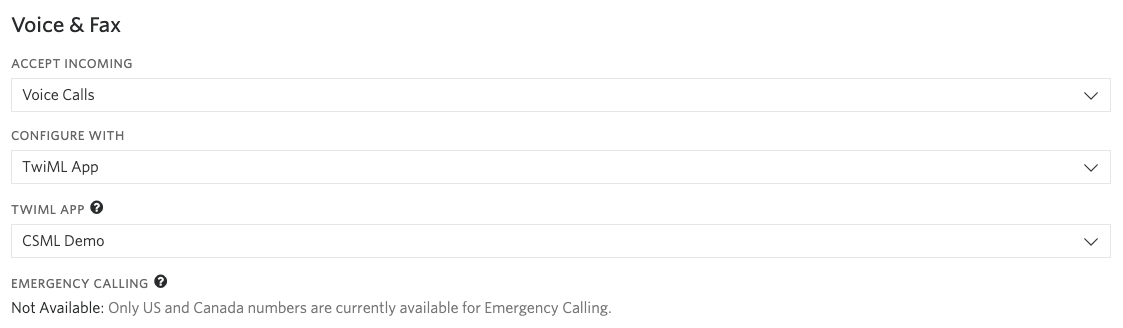 Voice & Fax
ACCEPT INCOMING
Voice Calls
CONFIGURE WITH
TwiML App
TWIML APP ?
CSML Demo
EMERGENCY CALLING ?
Not Available: Only US and Canada numbers are currently available for Emergency Calling.